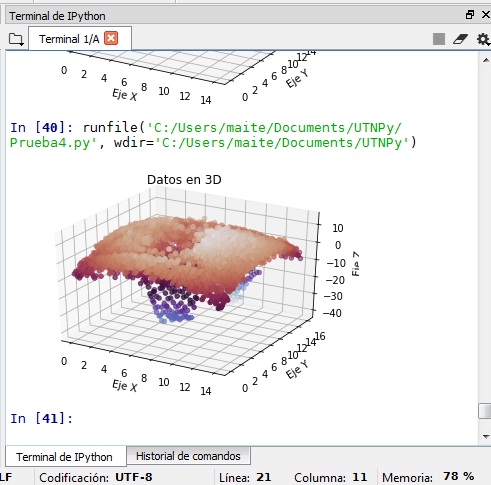 Terminal de IPython
Terminal 1/A
0 2 4 6 8 10 12 14
Eje X
0 2 4 6 8 10 12 14
Eje Y
In [40]: runfile('C:/Users/maite/Documents/UTNPy/
Prueba4.py', wdir='C:/Users/maite/Documents/UTNPy')
Datos en 3D
10
0
-10
-20
-30
-40
Eje Z
0 2 4 6 8 10 12 14
Eje X
0 2 4 6 8 10 12 14 16
Eje Y
In [41]:
Terminal de IPython Historial de comandos
LF Codificación: UTF-8 Línea: 21 Columna: 11 Memoria: 78 %